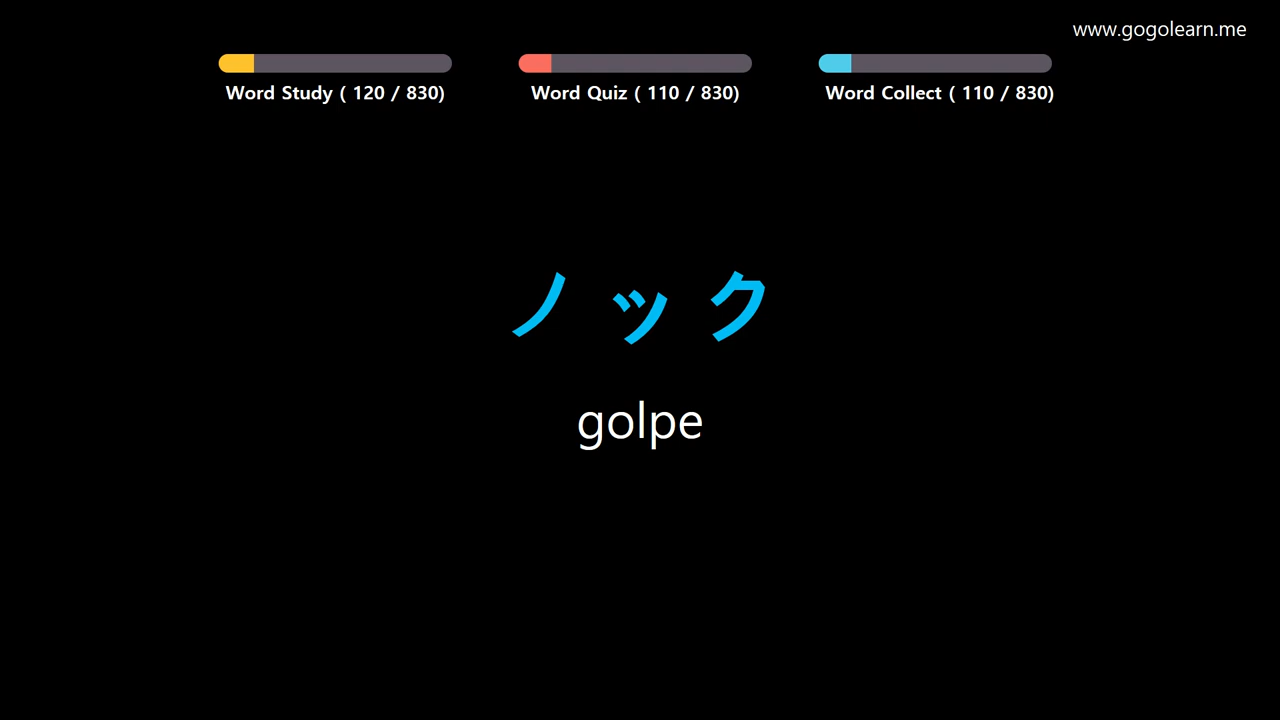 www.gogolearn.me
Word Study ( 120 / 830)
Word Quiz ( 110 / 830)
Word Collect ( 110 / 830)
ノック
golpe